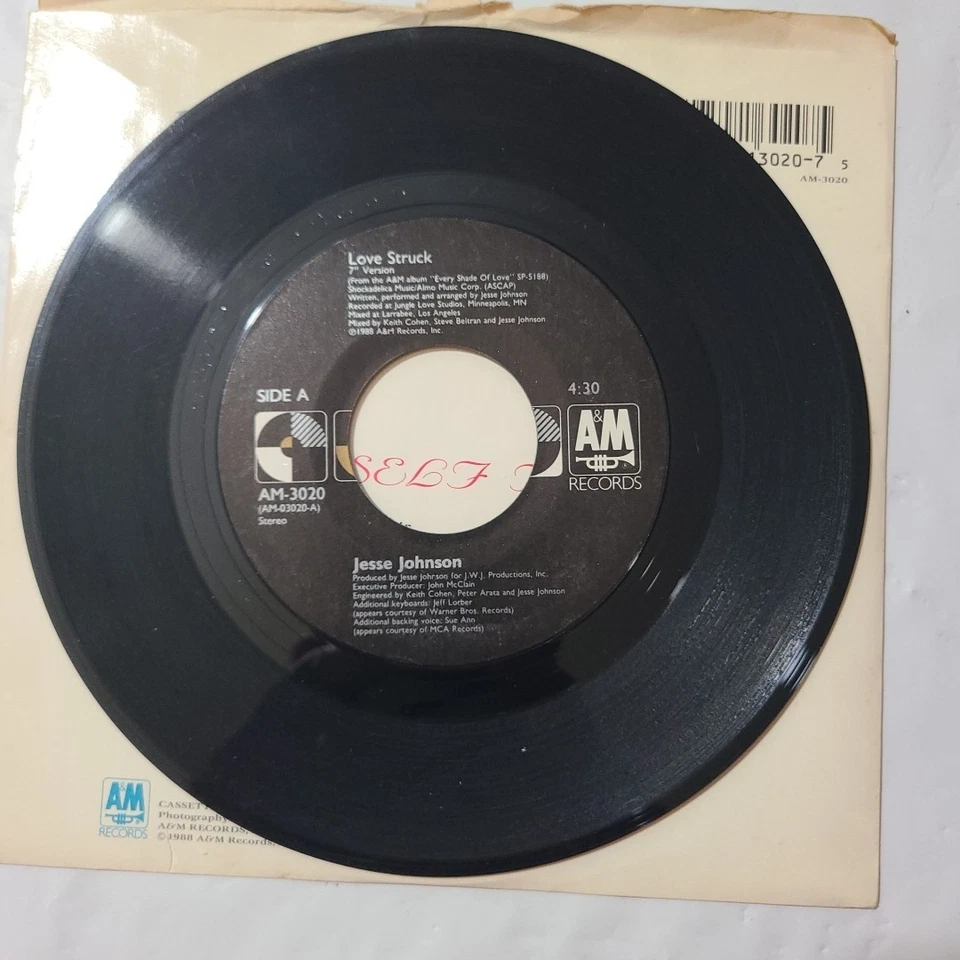 13020-7 5
AM-3020
Love Struck
7" Version
(From the A&M album "Every Shade Of Love" SP-5188)
Shockadelica Music/Almo Music Corp. (ASCAP)
Written, performed and arranged by Jesse Johnson
Recorded at Jungle Love Studios, Minneapolis, MN
Mixed at Larrabee, Los Angeles
Mixed by Keith Cohen, Steve Beltran and Jesse Johnson
℗1988 A&M Records, Inc.
SIDE A
4:30
A&M
RECORDS
SELF
AM-3020
(AM-03020-A)
Stereo
Jesse Johnson
Produced by Jesse Johnson for J.W.J. Productions, Inc.
Executive Producer: John McClain
Engineered by Keith Cohen, Peter Arata and Jesse Johnson
Additional keyboards: Jeff Lorber
(appears courtesy of Warner Bros. Records)
Additional backing voice: Sue Ann
(appears courtesy of MCA Records)
A&M
RECORDS
CASSETT
Photography
A&M RECORDS,
©1988 A&M Records,